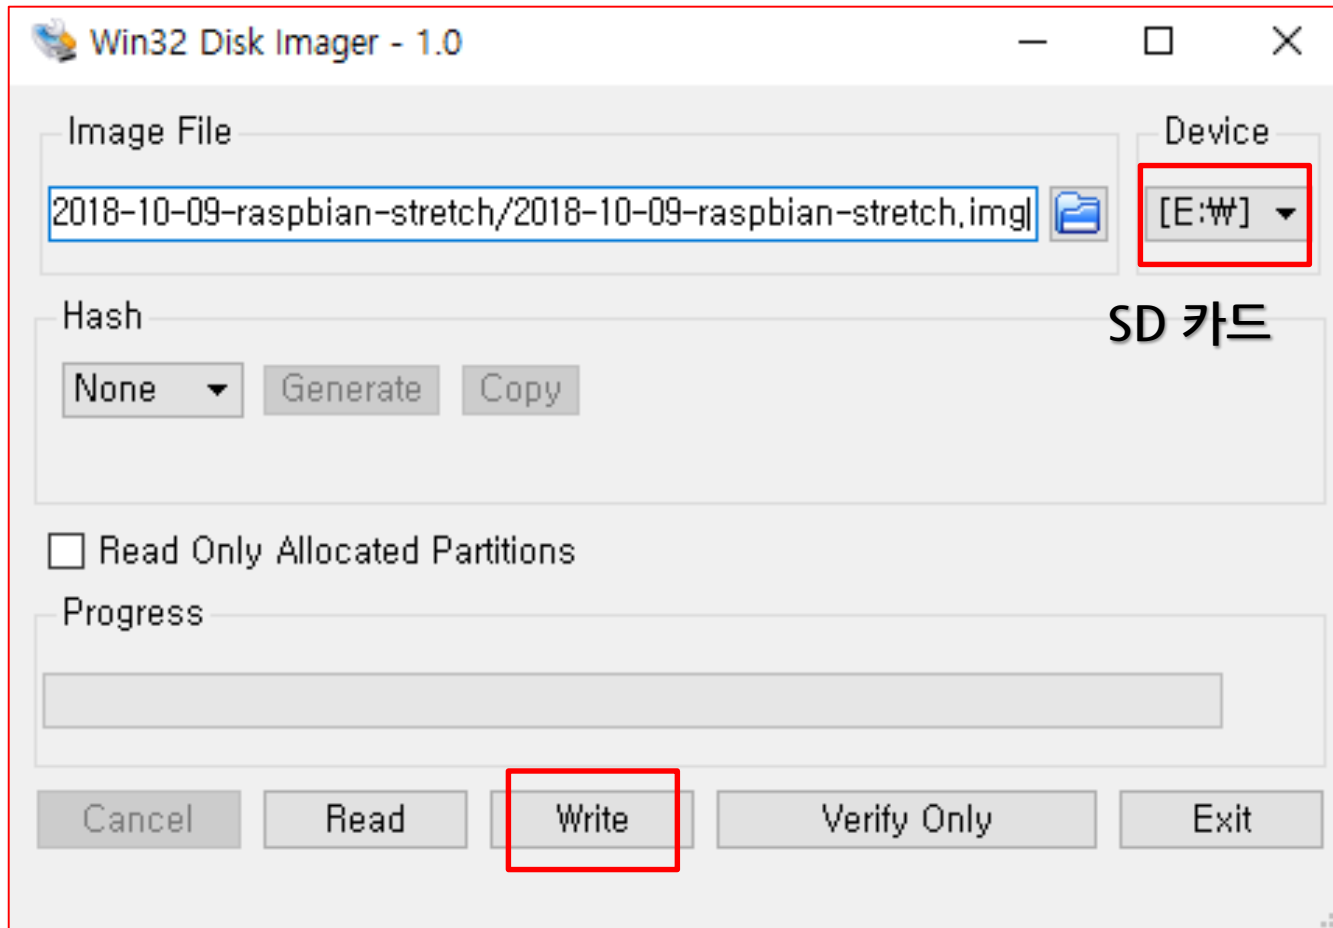 Win32 Disk Imager - 1.0
Image File
Device
2018-10-09-raspbian-stretch/2018-10-09-raspbian-stretch.img
[E:₩]
SD 카드
Hash
None
Generate
Copy
Read Only Allocated Partitions
Progress
Cancel
Read
Write
Verify Only
Exit